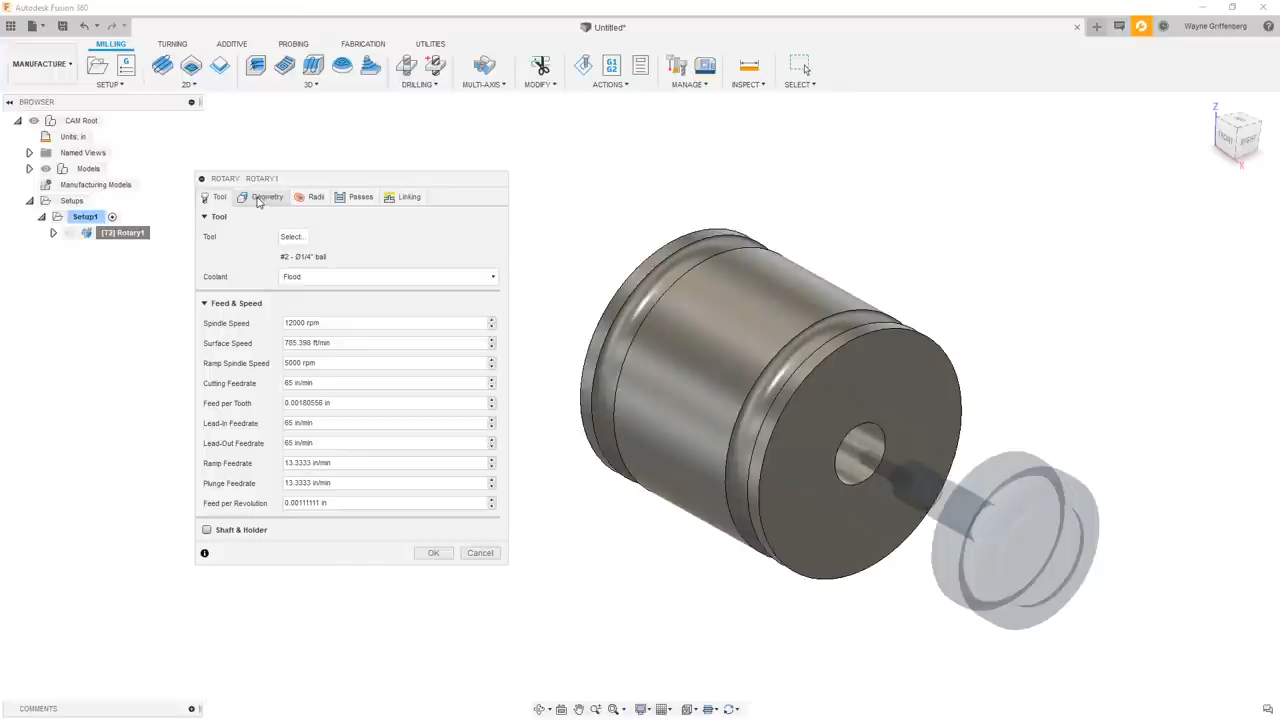 Autodesk Fusion 360
Untitled*
Wayne Griffenberg
MILLING TURNING ADDITIVE PROBING FABRICATION UTILITIES
MANUFACTURE
G1
G2
G
SETUP 2D 3D DRILLING MULTI-AXIS MODIFY ACTIONS MANAGE INSPECT SELECT
BROWSER
CAM Root
Units: in
Named Views
Models
Manufacturing Models
Setups
Setup1
[T2] Rotary1
ROTARY : ROTARY1
Tool Geometry Radii Passes Linking
Tool
Tool Select...
#2 - Ø1/4" ball
Coolant Flood
Feed & Speed
Spindle Speed 12000 rpm
Surface Speed 785.398 ft/min
Ramp Spindle Speed 5000 rpm
Cutting Feedrate 65 in/min
Feed per Tooth 0.00180556 in
Lead-In Feedrate 65 in/min
Lead-Out Feedrate 65 in/min
Ramp Feedrate 13.3333 in/min
Plunge Feedrate 13.3333 in/min
Feed per Revolution 0.00111111 in
Shaft & Holder
OK Cancel
Z
FRONT RIGHT
X
COMMENTS